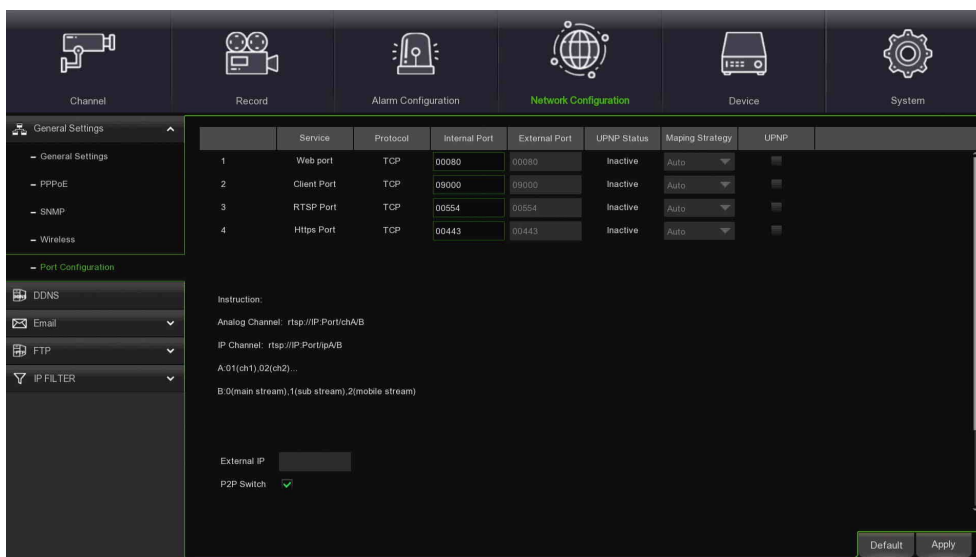 Channel Record Alarm Configuration Network Configuration Device System
General Settings
General Settings
PPPoE
SNMP
Wireless
Port Configuration
DDNS
Email
FTP
IP FILTER
Service Protocol Internal Port External Port UPNP Status Maping Strategy UPNP
1 Web port TCP 00080 00080 Inactive Auto
2 Client Port TCP 09000 09000 Inactive Auto
3 RTSP Port TCP 00554 00554 Inactive Auto
4 Https Port TCP 00443 00443 Inactive Auto
Instruction:
Analog Channel: rtsp://IP:Port/chA/B
IP Channel: rtsp://IP:Port/ipA/B
A:01(ch1),02(ch2)...
B:0(main stream),1(sub stream),2(mobile stream)
External IP
P2P Switch
Default Apply